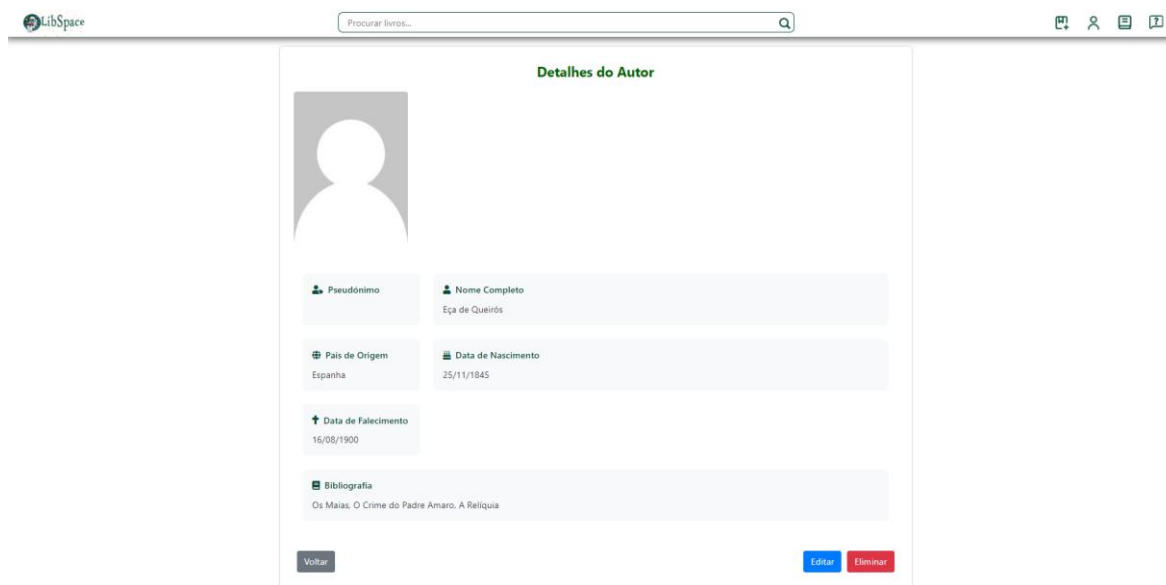 LibSpace
Procurar livros...
Detalhes do Autor
Pseudónimo
Nome Completo
Eça de Queirós
País de Origem
Data de Nascimento
Espanha
25/11/1845
Data de Falecimento
16/08/1900
Bibliografia
Os Maias, O Crime do Padre Amaro, A Relíquia
Voltar
Editar
Eliminar